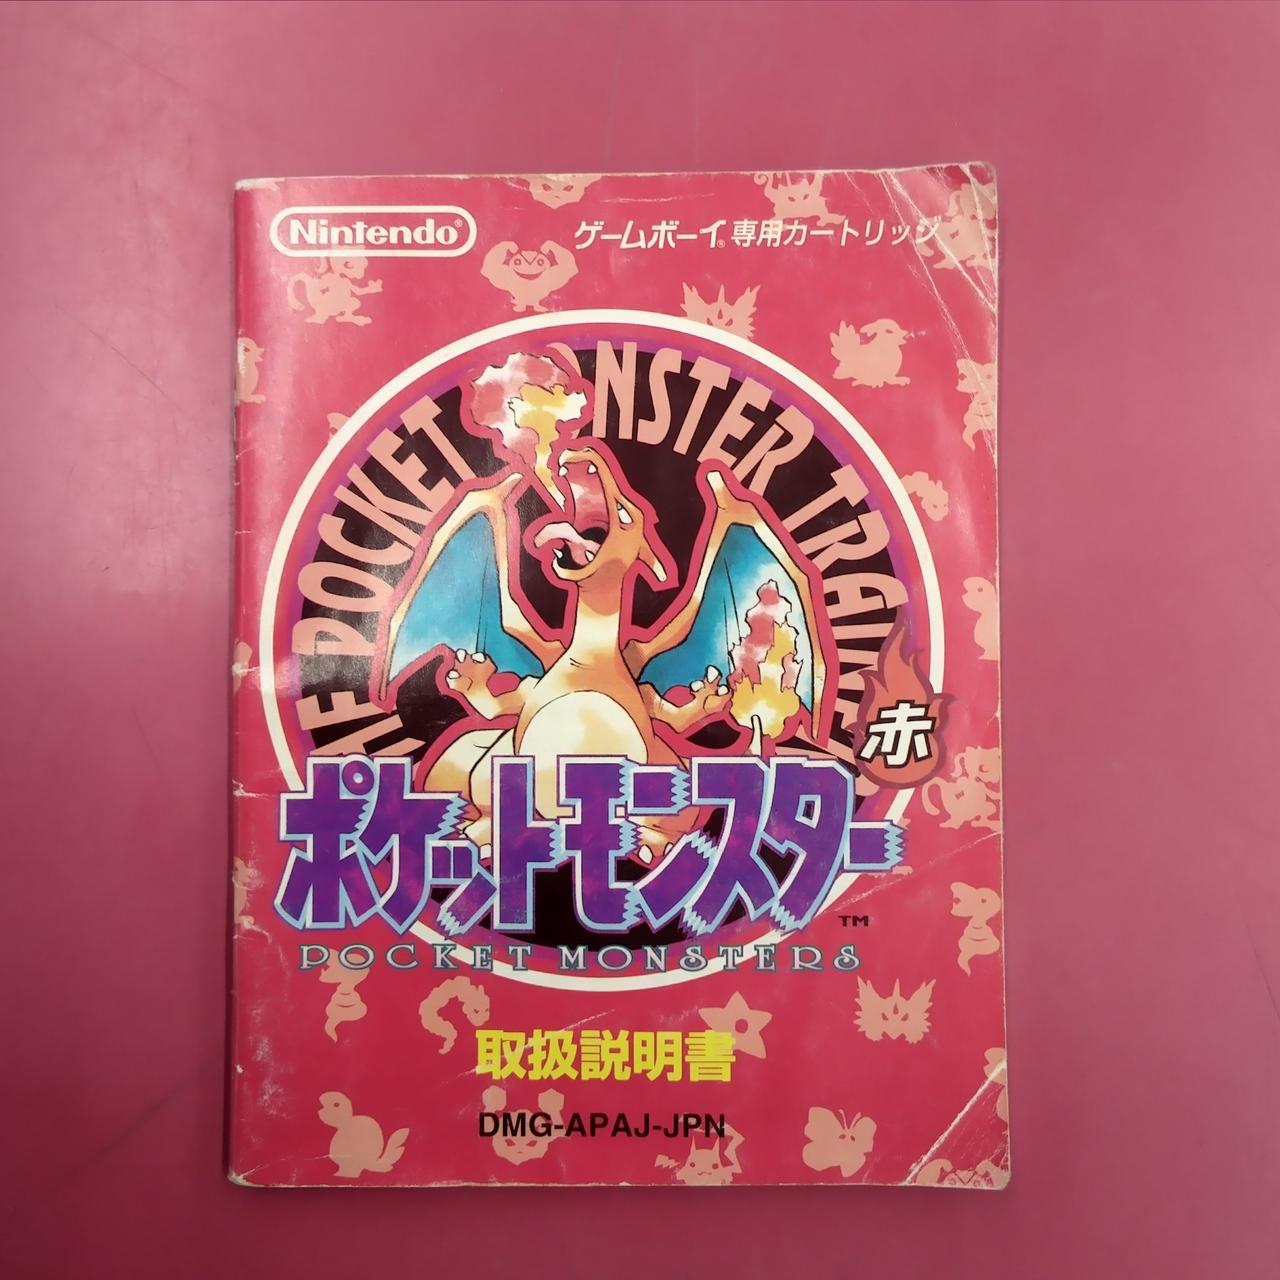 Nintendo®
ゲームボーイ®専用カートリッジ
THE POCKET MONSTER TRAINER
赤
ポケットモンスター
TM
POCKET MONSTERS
取扱説明書
DMG-APAJ-JPN